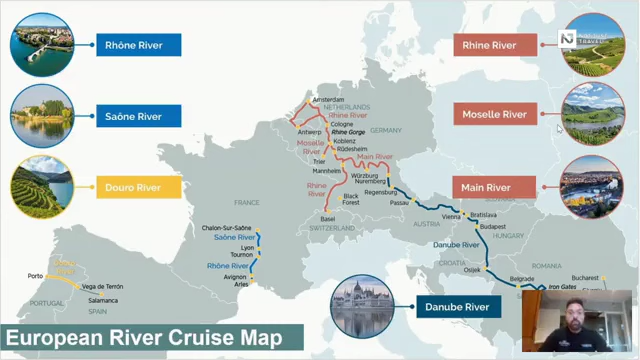 Rhône River
Saône River
Douro River
Rhine River
TRAVEL
Moselle River
Main River
Amsterdam
NETHERLANDS
Rhine River
Cologne
Antwerp
Rhine Gorge
GERMANY
Koblenz
Moselle River
Rüdesheim
Main River
Triar
Mannheim
Würzburg
Nuremberg
Regensburg
Rhine River
Black Forest
Passau
FRANCE
Basel
SWITZERLAND
Vienna
Bratislava
AUSTRIA
Budapest
HUNGARY
Chalon-Sur-Saône
Saône River
Lyon
Tournon
Rhône River
Avignon
Arles
Danube River
CROATIA
Osijek
ROMANIA
Belgrade
Iron Gates
Bucharest
Porto
Vega de Terrón
Salamanca
PORTUGAL
SPAIN
Danube River
European River Cruise Map